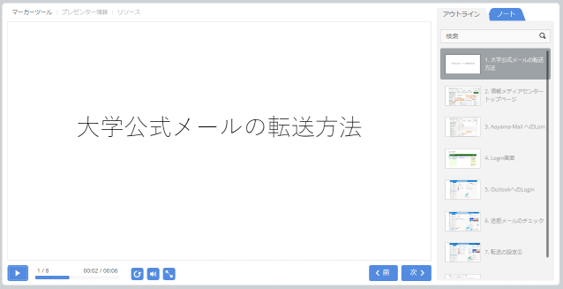 マーカーツール | プレゼンター情報 | リソース
アウトライン
ノート
検索
大学公式メールの転送方法
1. 大学公式メールの転送
方法
2. 情報メディアセンター
トップページ
3. Aoyama-Mail へのLoin
4. Login画面
5. OutlookへのLogin
6. 迷惑メールのチェック
7. 転送の設定①
1 / 8
00:02 / 00:06
前
次